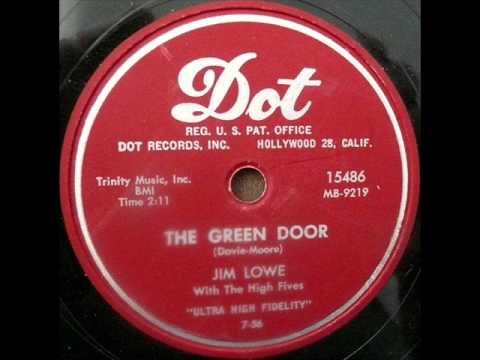 Dot
REG. U. S. PAT. OFFICE
DOT RECORDS, INC. HOLLYWOOD 28, CALIF.
Trinity Music, Inc.
BMI
Time 2:11
15486
MB-9219
THE GREEN DOOR
(Davie-Moore)
JIM LOWE
With The High Fives
"ULTRA HIGH FIDELITY"
7-56